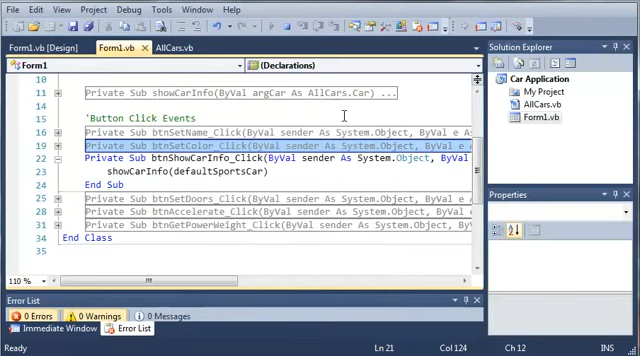 File Edit View Project Build Debug Data Tools Window Help
Form1.vb [Design] Form1.vb × AllCars.vb
Form1 (Declarations)
10
11 Private Sub showCarInfo(ByVal argCar As AllCars.Car) ...
15 'Button Click Events
16 Private Sub btnSetName_Click(ByVal sender As System.Object, ByVal e A
19 Private Sub btnSetColor_Click(ByVal sender As System.Object, ByVal e
22 Private Sub btnShowCarInfo_Click(ByVal sender As System.Object, ByVal
23 showCarInfo(defaultSportsCar)
24 End Sub
25 Private Sub btnSetDoors_Click(ByVal sender As System.Object, ByVal e
28 Private Sub btnAccelerate_Click(ByVal sender As System.Object, ByVal
31 Private Sub btnGetPowerWeight_Click(ByVal sender As System.Object, By
34 End Class
35
110 %
Solution Explorer
Car Application
My Project
AllCars.vb
Form1.vb
Properties
Error List
0 Errors 0 Warnings 0 Messages
Immediate Window Error List
Ready Ln 21 Col 124 Ch 12 INS